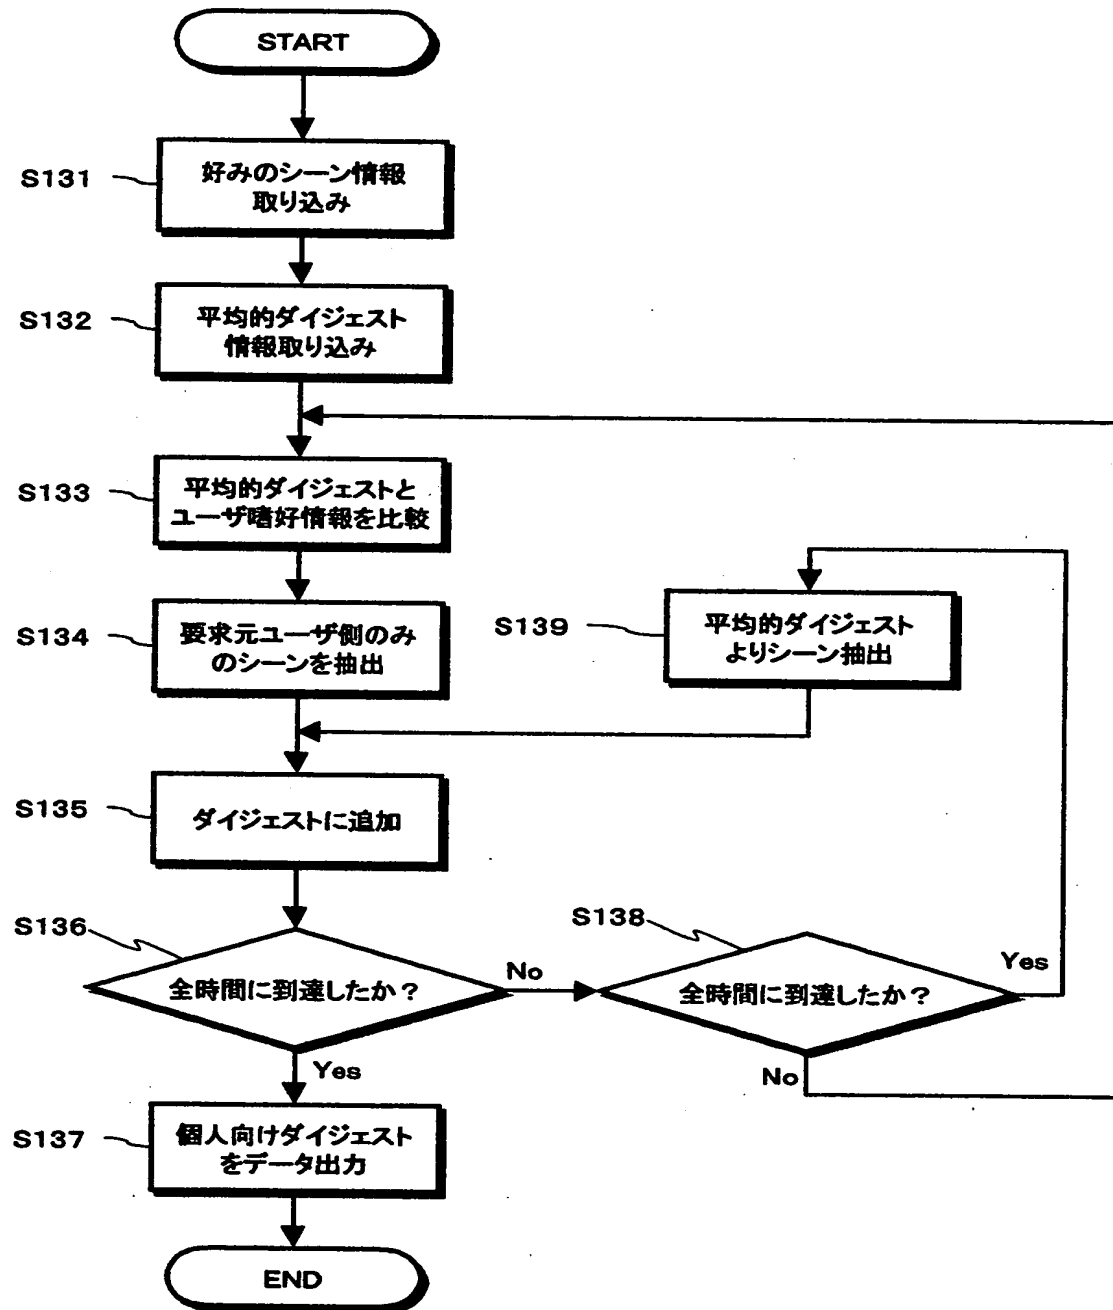 START
S131
好みのシーン情報
取り込み
S132
平均的ダイジェスト
情報取り込み
S133
平均的ダイジェストと
ユーザ嗜好情報を比較
S134
要求元ユーザ側のみ
のシーンを抽出
S139
平均的ダイジェスト
よりシーン抽出
S135
ダイジェストに追加
S136
全時間に到達したか？
No
S138
全時間に到達したか？
Yes
No
Yes
S137
個人向けダイジェスト
をデータ出力
END